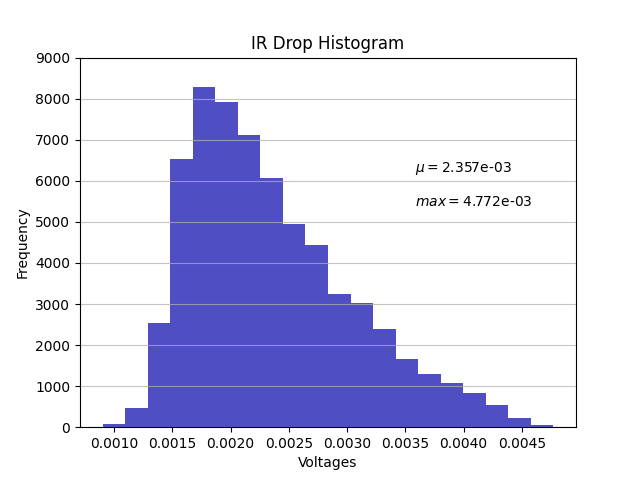 IR Drop Histogram
9000
8000
7000
6000
5000
4000
3000
2000
1000
0
Frequency
μ = 2.357e-03
max = 4.772e-03
0.0010 0.0015 0.0020 0.0025 0.0030 0.0035 0.0040 0.0045
Voltages